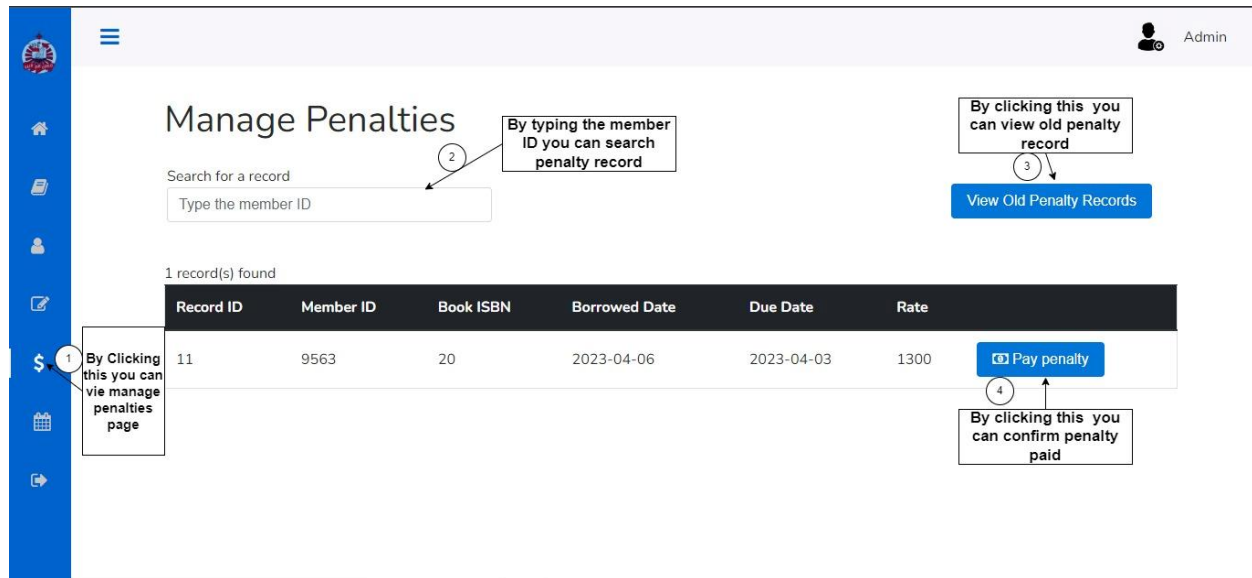 Admin
Manage Penalties
By typing the member
ID you can search
penalty record
2
By clicking this you
can view old penalty
record
3
Search for a record
Type the member ID
View Old Penalty Records
1 record(s) found
Record ID Member ID Book ISBN Borrowed Date Due Date Rate
1
By Clicking
this you can
vie manage
penalties
page
11 9563 20 2023-04-06 2023-04-03 1300 Pay penalty
4
By clicking this you
can confirm penalty
paid